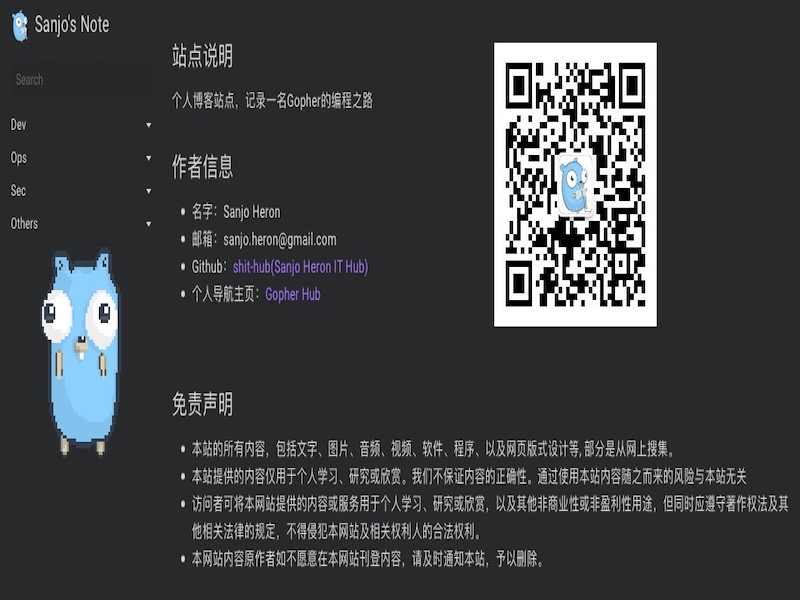 Sanjo's Note
Search
Dev
Ops
Sec
Others
站点说明
个人博客站点，记录一名Gopher的编程之路
作者信息
名字：Sanjo Heron
邮箱：sanjo.heron@gmail.com
Github：shit-hub(Sanjo Heron IT Hub)
个人导航主页：Gopher Hub
免责声明
本站的所有内容，包括文字、图片、音频、视频、软件、程序、以及网页版式设计等, 部分是从网上搜集。
本站提供的内容仅用于个人学习、研究或欣赏。我们不保证内容的正确性。通过使用本站内容随之而来的风险与本站无关
访问者可将本网站提供的内容或服务用于个人学习、研究或欣赏，以及其他非商业性或非盈利性用途，但同时应遵守著作权法及其
他相关法律的规定，不得侵犯本网站及相关权利人的合法权利。
本网站内容原作者如不愿意在本网站刊登内容，请及时通知本站，予以删除。